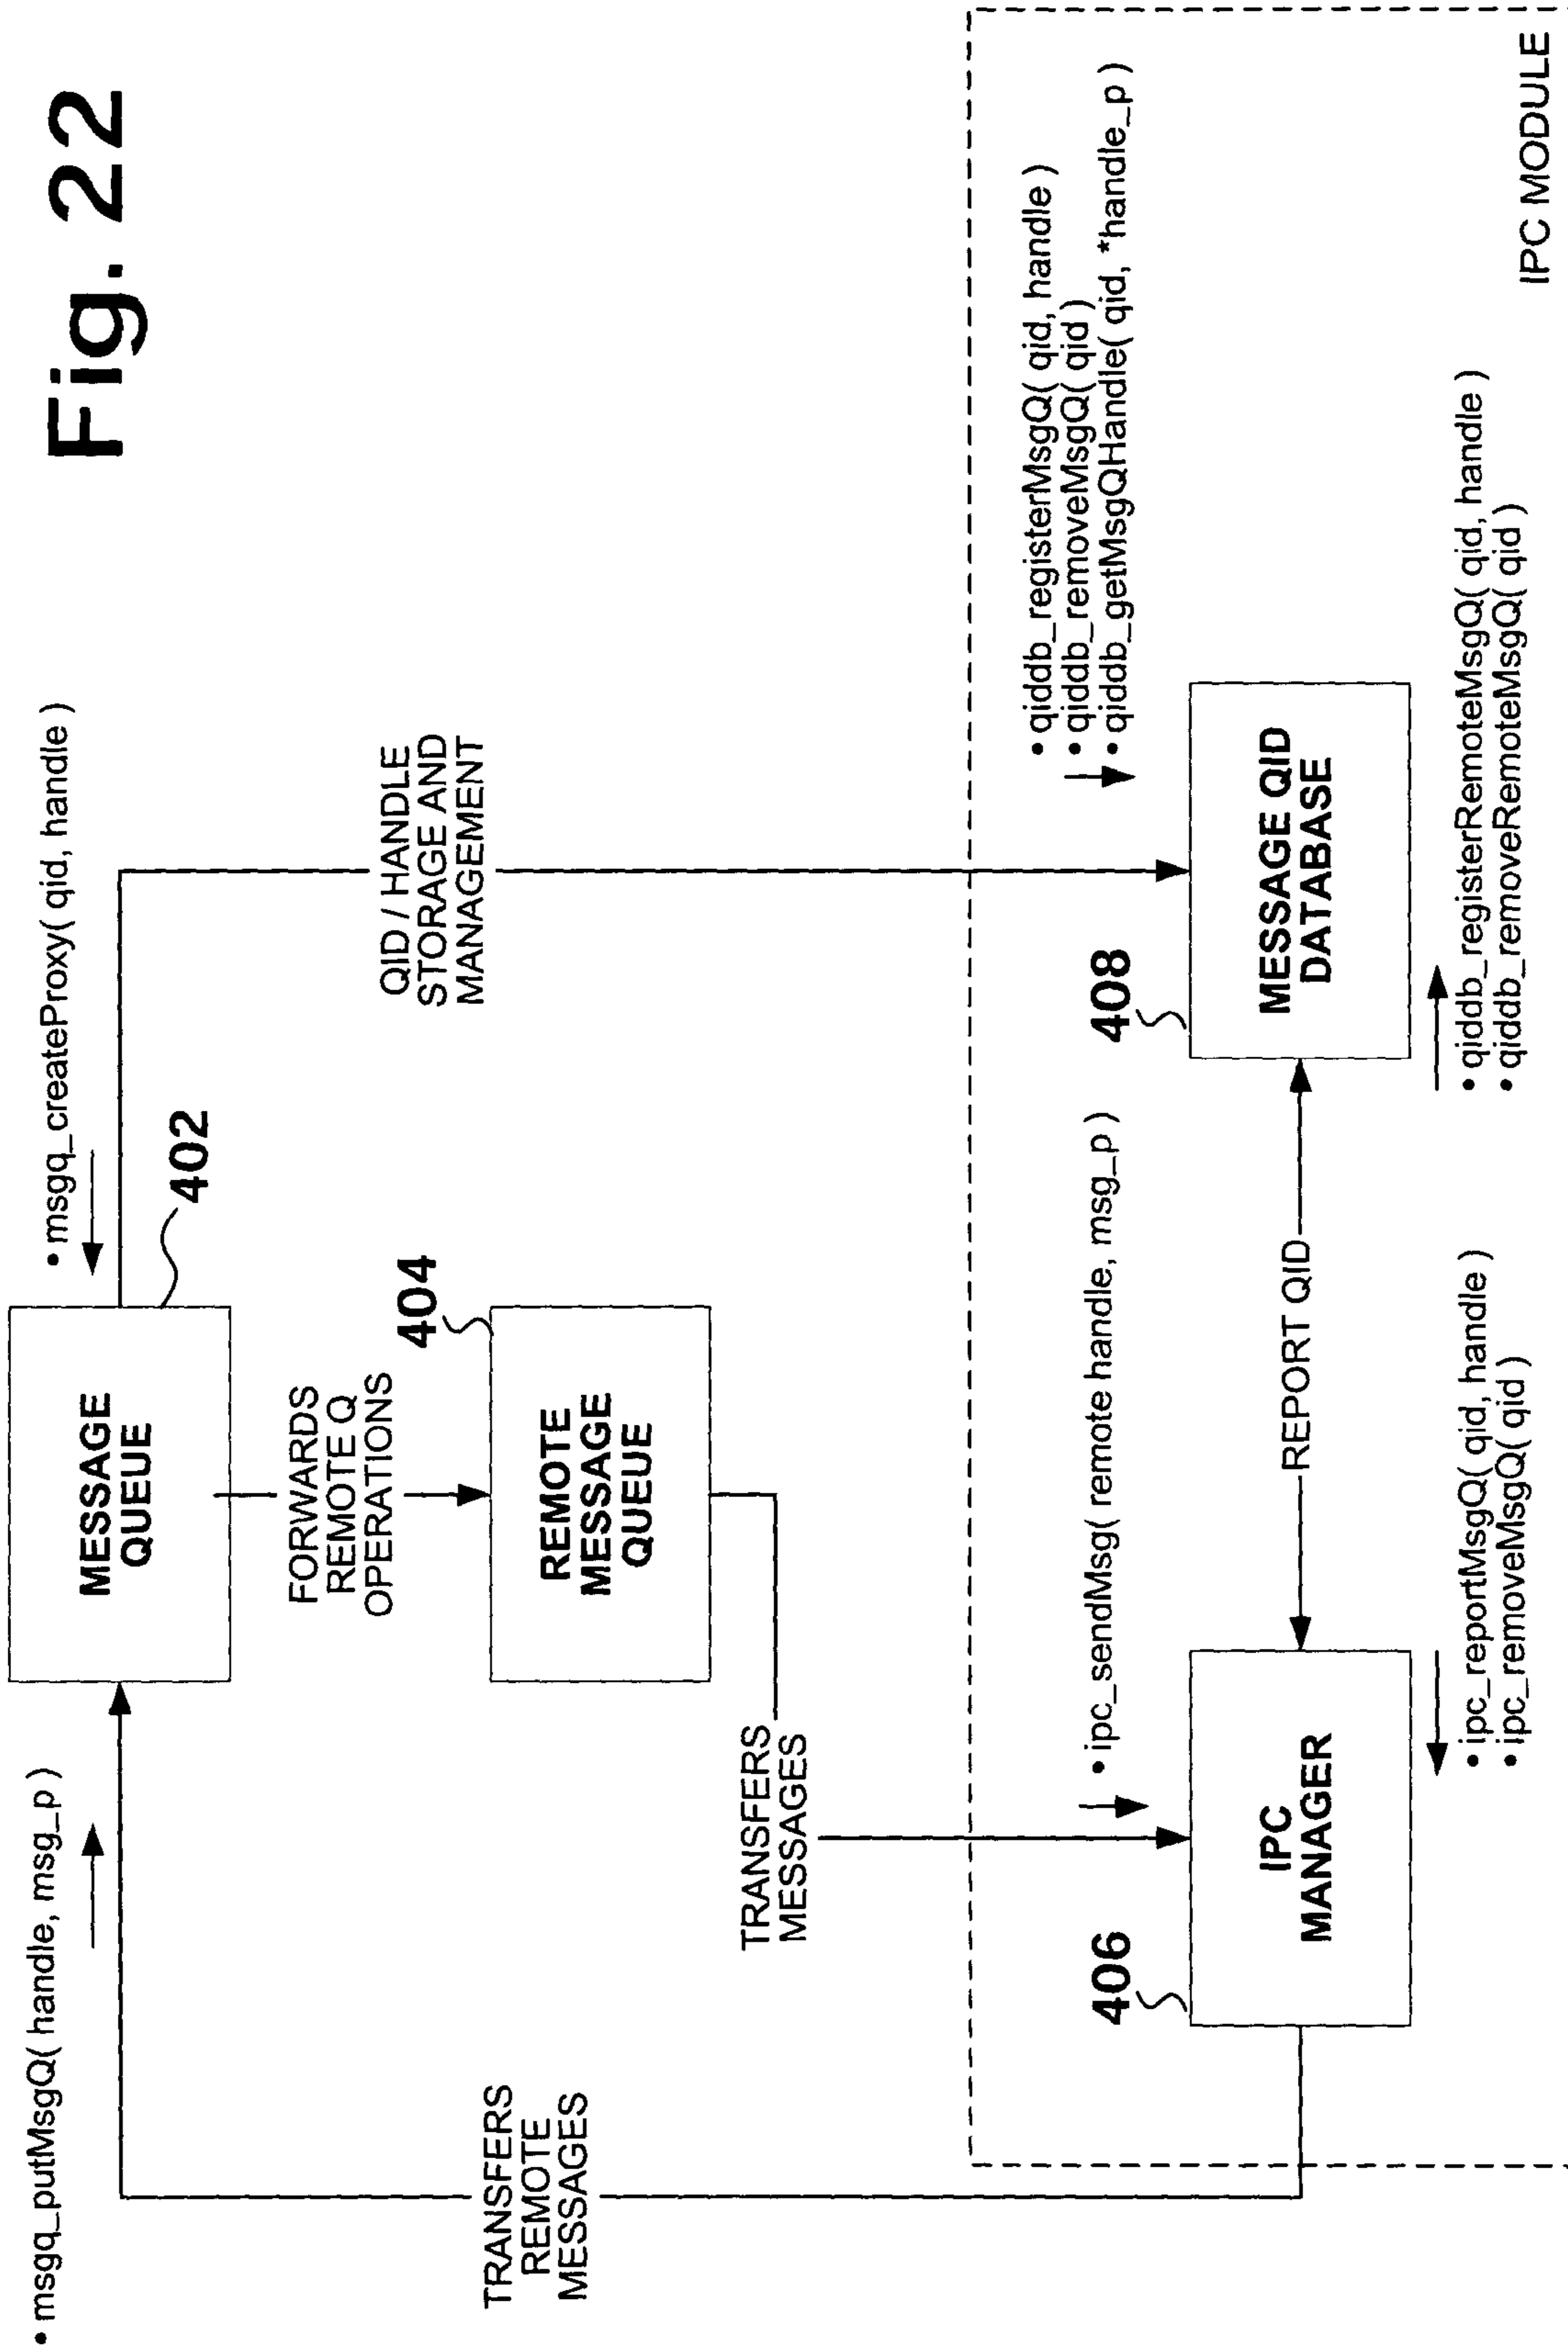 Fig. 22
• msgq_putMsgQ( handle, msg_p )
• msgq_createProxy( qid, handle )
MESSAGE
QUEUE
402
FORWARDS
REMOTE Q
OPERATIONS
404
REMOTE
MESSAGE
QUEUE
QID / HANDLE
STORAGE AND
MANAGEMENT
TRANSFERS
REMOTE
MESSAGES
TRANSFERS
MESSAGES
• ipc_sendMsg( remote handle, msg_p )
• qiddb_registerMsgQ( qid, handle )
• qiddb_removeMsgQ( qid )
• qiddb_getMsgQHandle( qid, *handle_p )
406
IPC
MANAGER
REPORT QID
408
MESSAGE QID
DATABASE
• ipc_reportMsgQ( qid, handle )
• ipc_removeMsgQ( qid )
• qiddb_registerRemoteMsgQ( qid, handle )
• qiddb_removeRemoteMsgQ( qid )
IPC MODULE